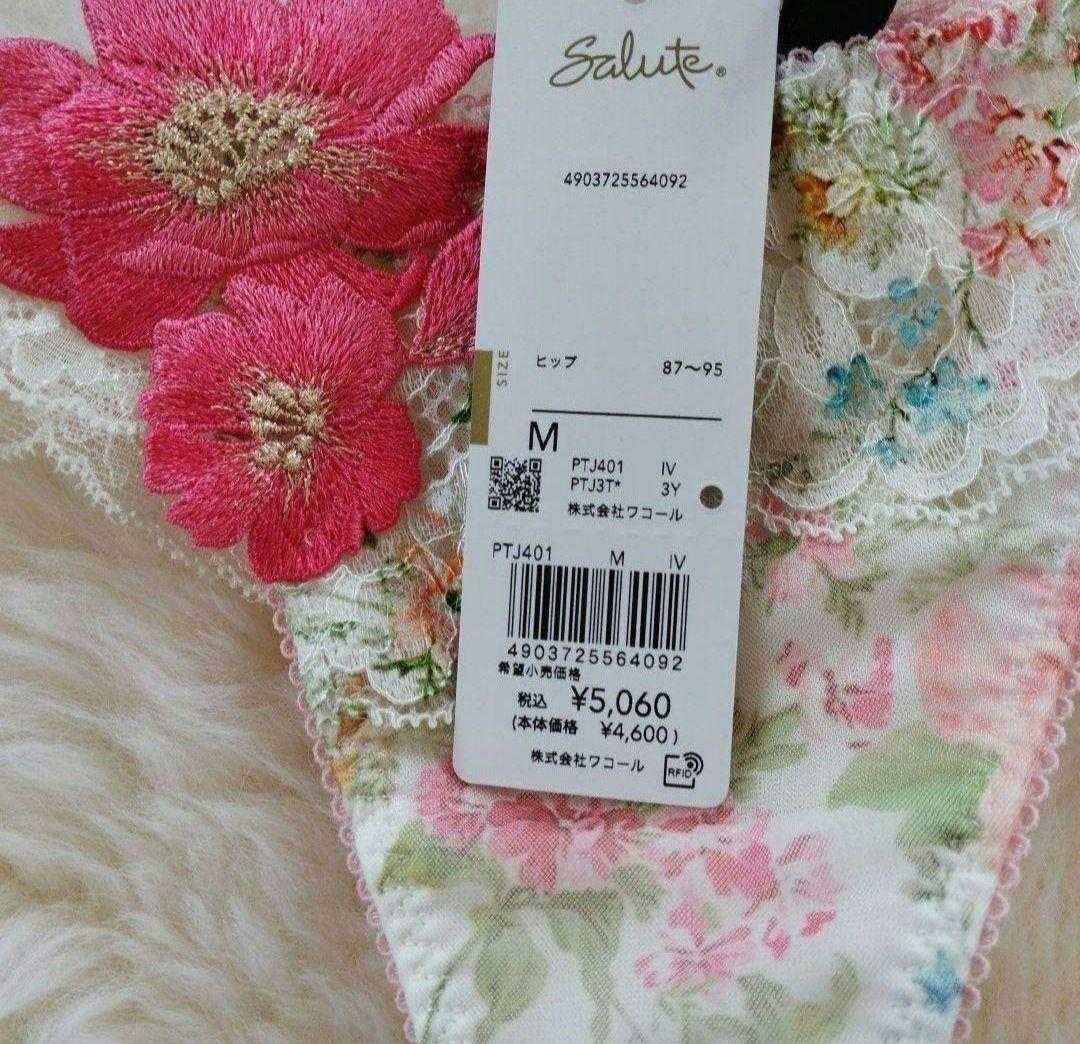 Salute®
4903725564092
SIZE
ヒップ 87～95
M
PTJ401 IV
PTJ3T* 3Y
株式会社ワコール
PTJ401 M IV
4903725564092
希望小売価格
税込 ¥5,060
(本体価格 ¥4,600)
株式会社ワコール
RFID